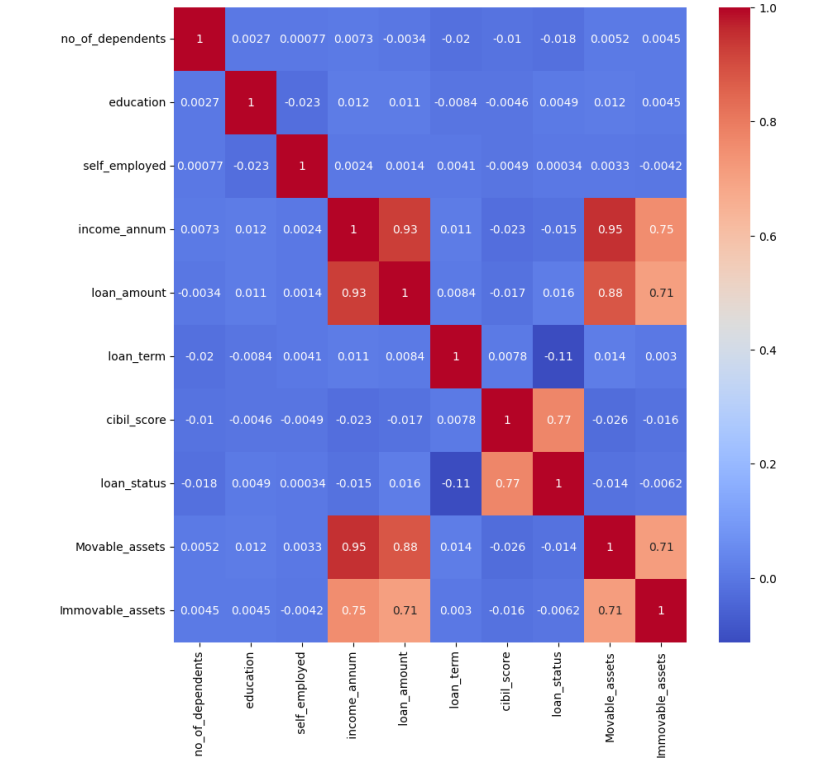 no_of_dependents 1 0.0027 0.00077 0.0073 -0.0034 -0.02 -0.01 -0.018 0.0052 0.0045
education 0.0027 1 -0.023 0.012 0.011 -0.0084 -0.0046 0.0049 0.012 0.0045
self_employed 0.00077 -0.023 1 0.0024 0.0014 0.0041 -0.0049 0.00034 0.0033 -0.0042
income_annum 0.0073 0.012 0.0024 1 0.93 0.011 -0.023 -0.015 0.95 0.75
loan_amount -0.0034 0.011 0.0014 0.93 1 0.0084 -0.017 0.016 0.88 0.71
loan_term -0.02 -0.0084 0.0041 0.011 0.0084 1 0.0078 -0.11 0.014 0.003
cibil_score -0.01 -0.0046 -0.0049 -0.023 -0.017 0.0078 1 0.77 -0.026 -0.016
loan_status -0.018 0.0049 0.00034 -0.015 0.016 -0.11 0.77 1 -0.014 -0.0062
Movable_assets 0.0052 0.012 0.0033 0.95 0.88 0.014 -0.026 -0.014 1 0.71
Immovable_assets 0.0045 0.0045 -0.0042 0.75 0.71 0.003 -0.016 -0.0062 0.71 1
no_of_dependents
education
self_employed
income_annum
loan_amount
loan_term
cibil_score
loan_status
Movable_assets
Immovable_assets
1.0
0.8
0.6
0.4
0.2
0.0